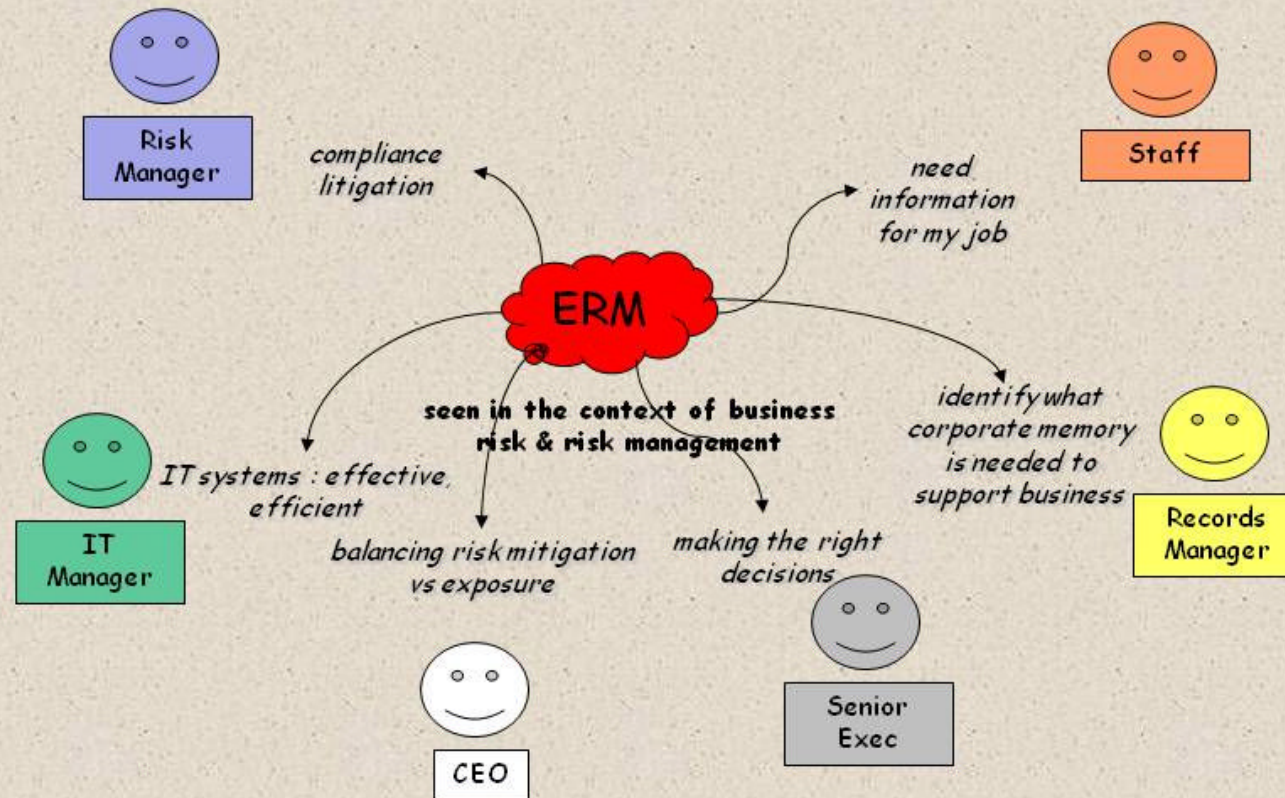 Risk
Manager
compliance
litigation
need
information
for my job
Staff
ERM
seen in the context of business
risk & risk management
identify what
corporate memory
is needed to
support business
Records
Manager
IT systems : effective,
efficient
IT
Manager
balancing risk mitigation
vs exposure
making the right
decisions
CEO
Senior
Exec